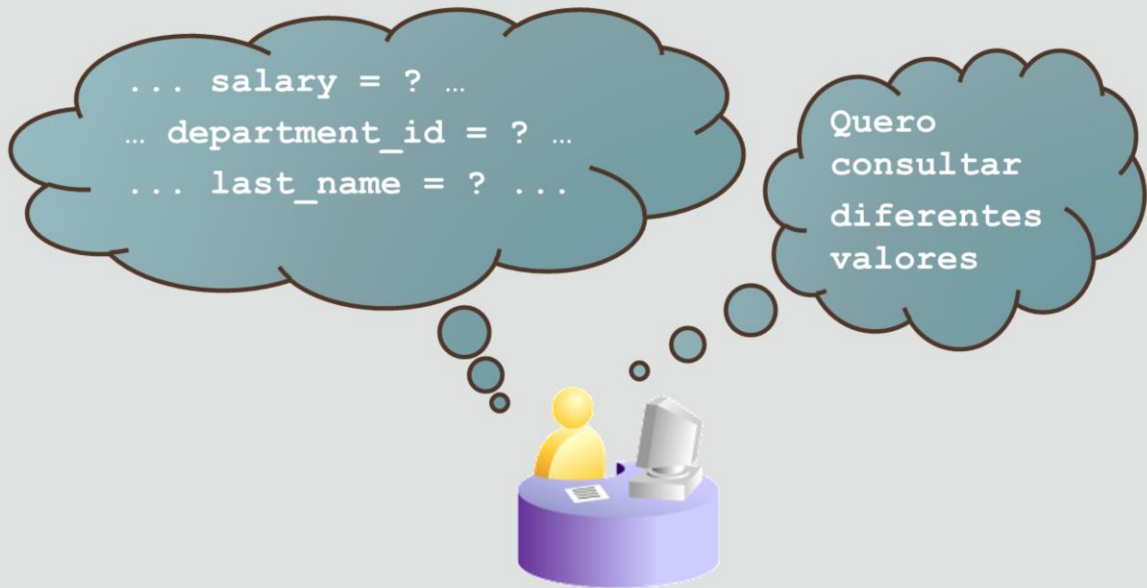 ... salary = ? …
… department_id = ? …
... last_name = ? ...
Quero
consultar
diferentes
valores